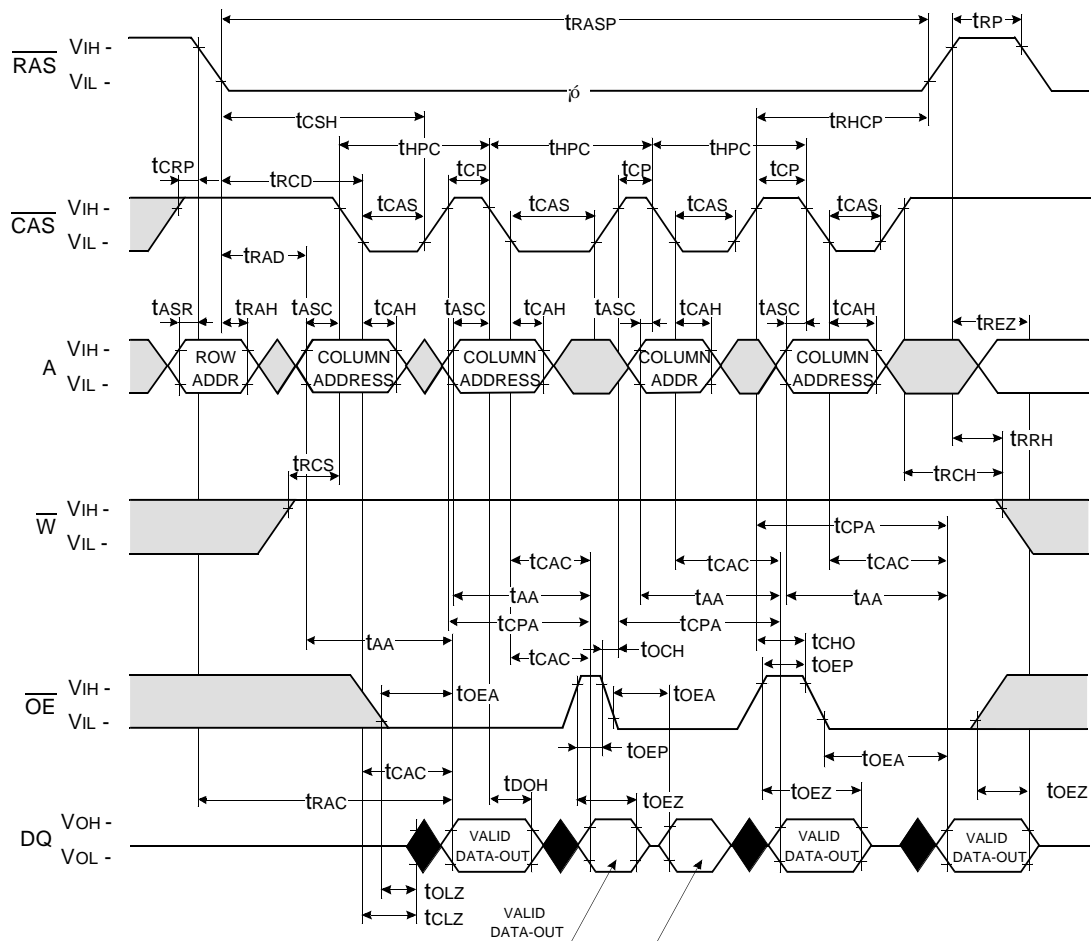 tRASP
tRP
RAS
VIH -
VIL -
¡ó
tCSH
tRHCP
tHPC
tHPC
tHPC
tCRP
tRCD
tCP
tCP
tCP
CAS
VIH -
VIL -
tCAS
tCAS
tCAS
tCAS
tRAD
tASR
tRAH
tASC
tCAH
tASC
tCAH
tASC
tCAH
tASC
tCAH
tREZ
A
VIH -
VIL -
ROW
ADDR
COLUMN
ADDRESS
COLUMN
ADDRESS
COLUMN
ADDR
COLUMN
ADDRESS
tRRH
tRCS
tRCH
W
VIH -
VIL -
tCPA
tCAC
tCAC
tCAC
tAA
tAA
tAA
tCPA
tCPA
tAA
tCHO
tCAC
tOCH
tOEP
OE
VIH -
VIL -
tOEA
tOEA
tOEP
tOEA
tCAC
tDOH
tRAC
tOEZ
tOEZ
tOEZ
DQ
VOH -
VOL -
VALID
DATA-OUT
VALID
DATA-OUT
VALID
DATA-OUT
tOLZ
tCLZ
VALID
DATA-OUT